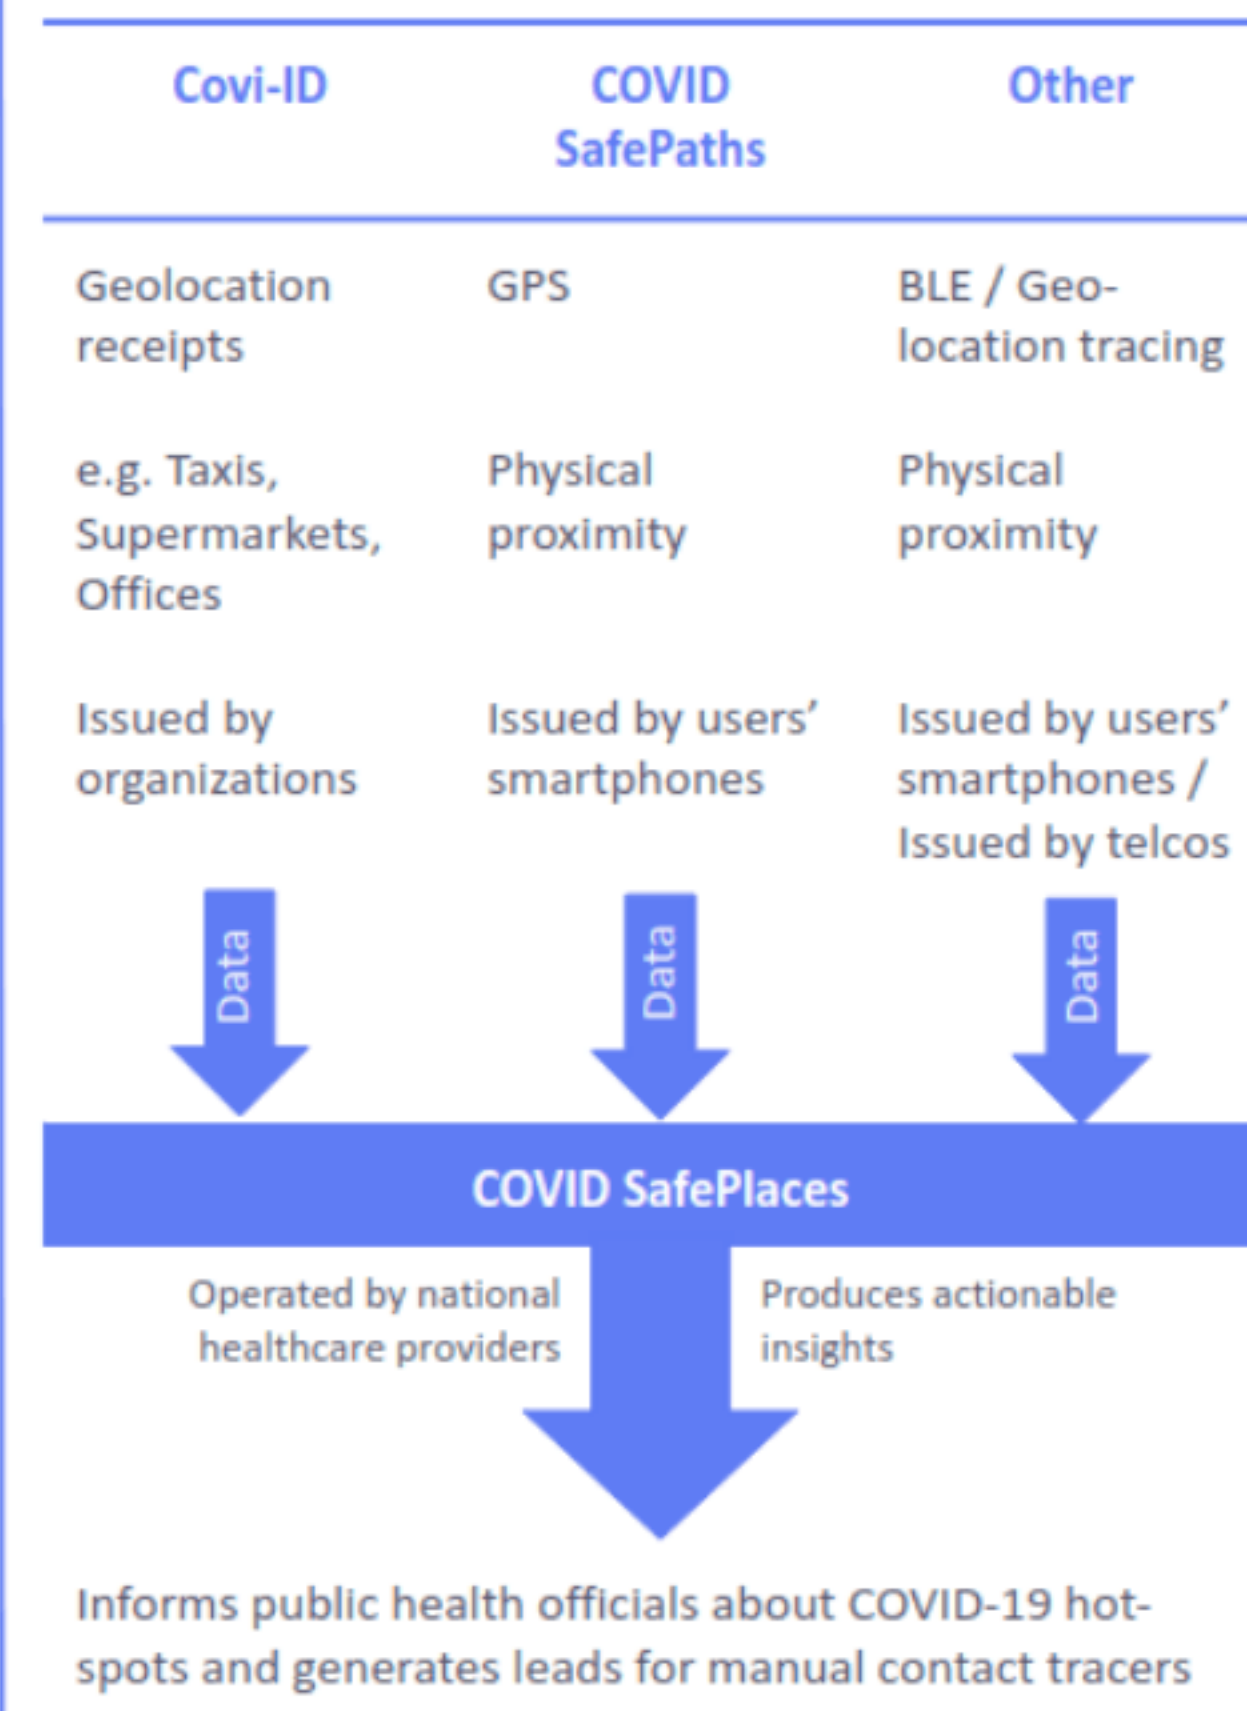 Covi-ID
COVID
SafePaths
Other
Geolocation
receipts
GPS
BLE / Geo-
location tracing
e.g. Taxis,
Supermarkets,
Offices
Physical
proximity
Physical
proximity
Issued by
organizations
Issued by users’
smartphones
Issued by users’
smartphones /
Issued by telcos
Data
Data
Data
COVID SafePlaces
Operated by national
healthcare providers
Produces actionable
insights
Informs public health officials about COVID-19 hot-
spots and generates leads for manual contact tracers